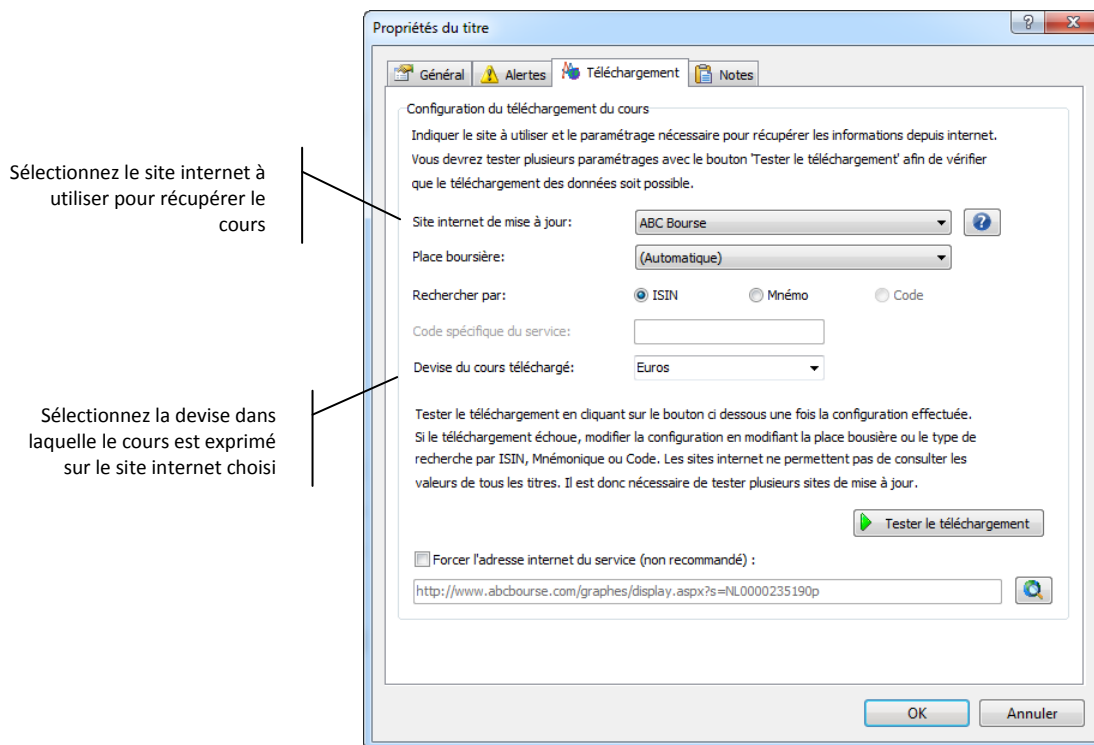 Propriétés du titre
Général
Alertes
Téléchargement
Notes
Configuration du téléchargement du cours
Indiquer le site à utiliser et le paramétrage nécessaire pour récupérer les informations depuis internet.
Vous devrez tester plusieurs paramétrages avec le bouton 'Tester le téléchargement' afin de vérifier
que le téléchargement des données soit possible.
Sélectionnez le site internet à
utiliser pour récupérer le
cours
Site internet de mise à jour:
ABC Bourse
Place boursière:
(Automatique)
Rechercher par:
ISIN
Mnémo
Code
Code spécifique du service:
Devise du cours téléchargé:
Euros
Sélectionnez la devise dans
laquelle le cours est exprimé
sur le site internet choisi
Tester le téléchargement en cliquant sur le bouton ci dessous une fois la configuration effectuée.
Si le téléchargement échoue, modifier la configuration en modifiant la place bousière ou le type de
recherche par ISIN, Mnémonique ou Code. Les sites internet ne permettent pas de consulter les
valeurs de tous les titres. Il est donc nécessaire de tester plusieurs sites de mise à jour.
Tester le téléchargement
Forcer l'adresse internet du service (non recommandé) :
http://www.abcbourse.com/graphes/display.aspx?s=NL0000235190p
OK
Annuler